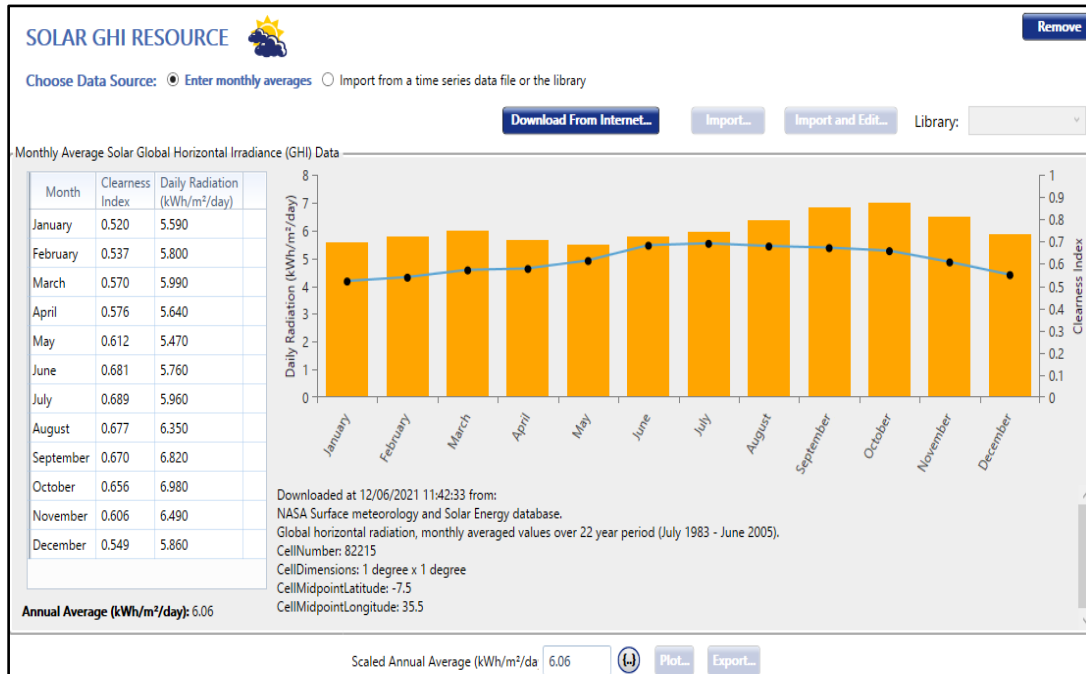 SOLAR GHI RESOURCE
Remove
Choose Data Source: Enter monthly averages Import from a time series data file or the library
Download From Internet... Import... Import and Edit... Library:
Monthly Average Solar Global Horizontal Irradiance (GHI) Data
Month Clearness Index Daily Radiation (kWh/m²/day)
January 0.520 5.590
February 0.537 5.800
March 0.570 5.990
April 0.576 5.640
May 0.612 5.470
June 0.681 5.760
July 0.689 5.960
August 0.677 6.350
September 0.670 6.820
October 0.656 6.980
November 0.606 6.490
December 0.549 5.860
Annual Average (kWh/m²/day): 6.06
Daily Radiation (kWh/m²/day)
8
7
6
5
4
3
2
1
0
1
0.9
0.8
0.7
0.6
0.5
0.4
0.3
0.2
0.1
0
Clearness Index
January
February
March
April
May
June
July
August
September
October
November
December
Downloaded at 12/06/2021 11:42:33 from:
NASA Surface meteorology and Solar Energy database.
Global horizontal radiation, monthly averaged values over 22 year period (July 1983 - June 2005).
CellNumber: 82215
CellDimensions: 1 degree x 1 degree
CellMidpointLatitude: -7.5
CellMidpointLongitude: 35.5
Scaled Annual Average (kWh/m²/da 6.06 {..} Plot... Export...